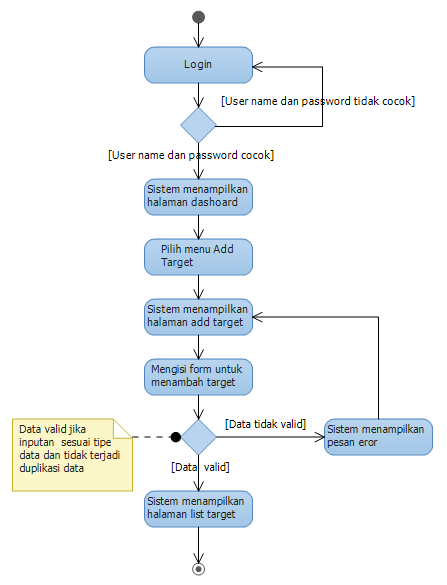 Login
[User name dan password tidak cocok]
[User name dan password cocok]
Sistem menampilkan
halaman dashoard
Pilih menu Add
Target
Sistem menampilkan
halaman add target
Mengisi form untuk
menambah target
[Data tidak valid]
Sistem menampilkan
pesan eror
Data valid jika
inputan sesuai tipe
data dan tidak terjadi
duplikasi data
[Data valid]
Sistem menampilkan
halaman list target